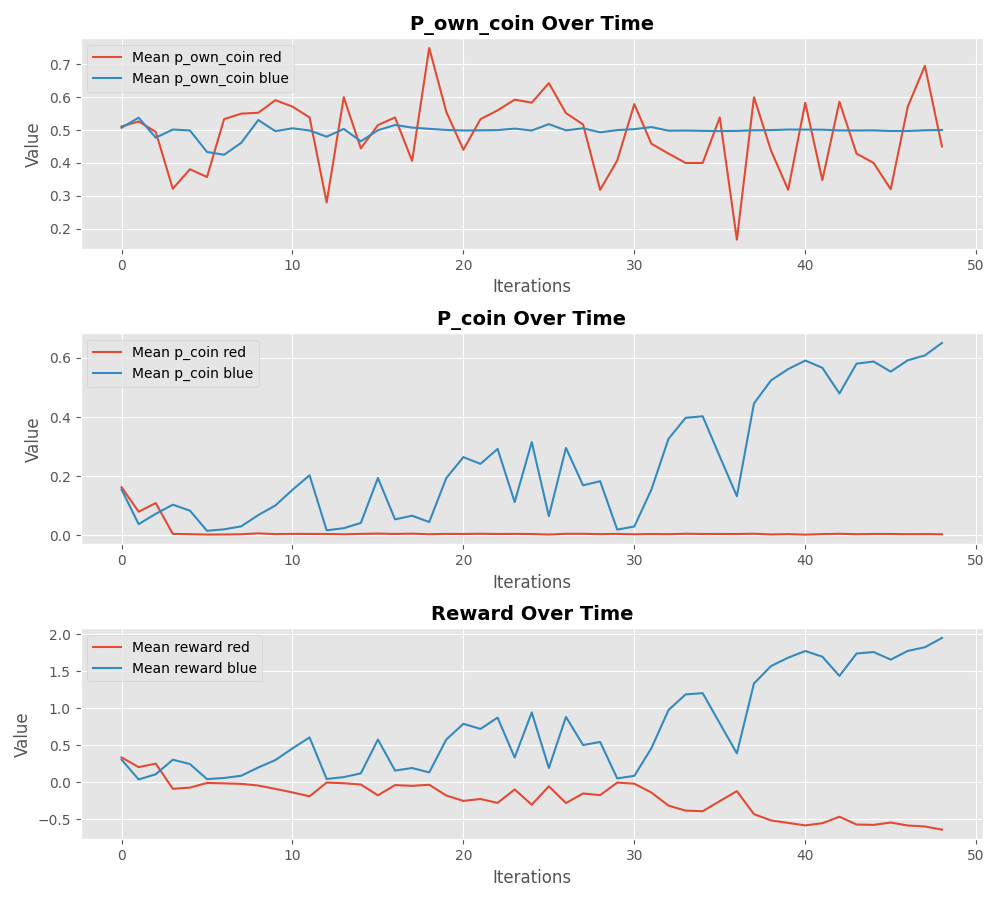 P_own_coin Over Time
Mean p_own_coin red
Mean p_own_coin blue
Value
0.7
0.6
0.5
0.4
0.3
0.2
0 10 20 30 40 50
Iterations
P_coin Over Time
Mean p_coin red
Mean p_coin blue
Value
0.6
0.4
0.2
0.0
0 10 20 30 40 50
Iterations
Reward Over Time
Mean reward red
Mean reward blue
Value
2.0
1.5
1.0
0.5
0.0
−0.5
0 10 20 30 40 50
Iterations